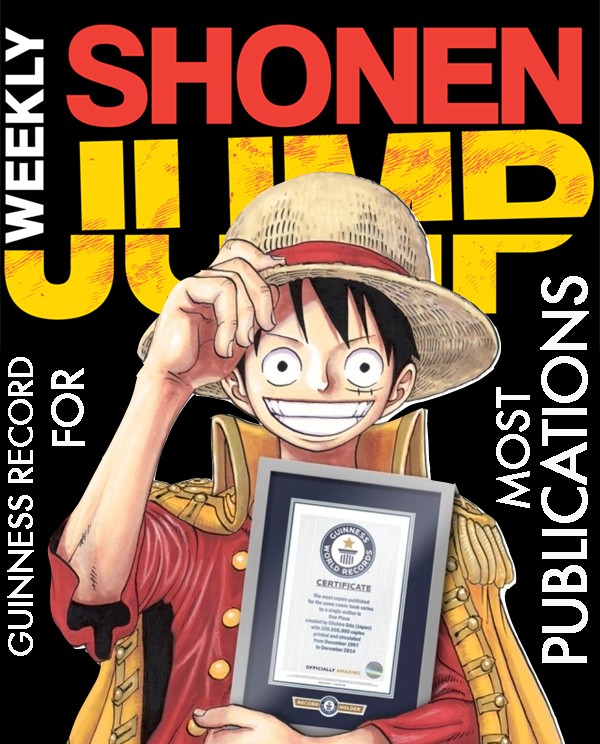 WEEKLY
SHONEN
JUMP
GUINNESS RECORD
FOR
MOST
PUBLICATIONS
GUINNESS
WORLD RECORDS
CERTIFICATE
The most copies published
for the same comic book series
by a single author is
One Piece
created by Eiichiro Oda (Japan)
with 320,866,000 copies
printed and circulated
from December 1997
to December 2014
OFFICIALLY AMAZING
RECORD
HOLDER